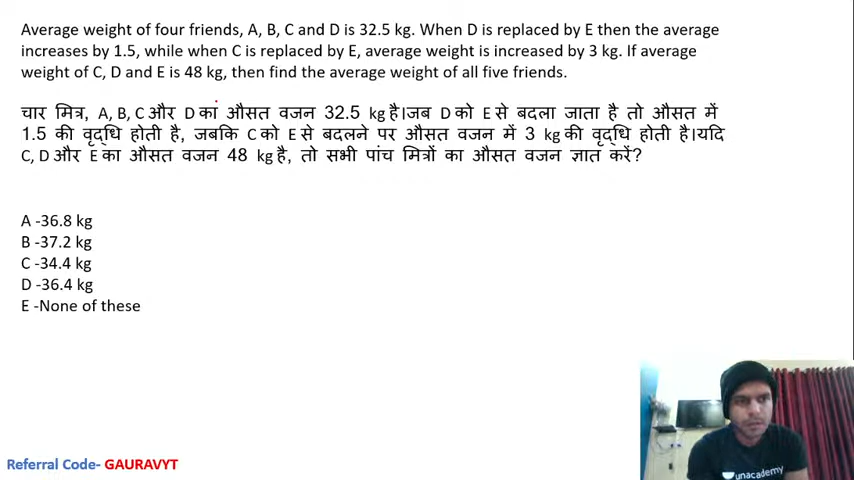 Average weight of four friends, A, B, C and D is 32.5 kg. When D is replaced by E then the average
increases by 1.5, while when C is replaced by E, average weight is increased by 3 kg. If average
weight of C, D and E is 48 kg, then find the average weight of all five friends.
चार मित्र, A, B, C और D का औसत वजन 32.5 kg है।जब D को E से बदला जाता है तो औसत में
1.5 की वृद्धि होती है, जबकि C को E से बदलने पर औसत वजन में 3 kg की वृद्धि होती है।यदि
C, D और E का औसत वजन 48 kg है, तो सभी पांच मित्रों का औसत वजन ज्ञात करें?
A -36.8 kg
B -37.2 kg
C -34.4 kg
D -36.4 kg
E -None of these
unacademy
Referral Code- GAURAVYT